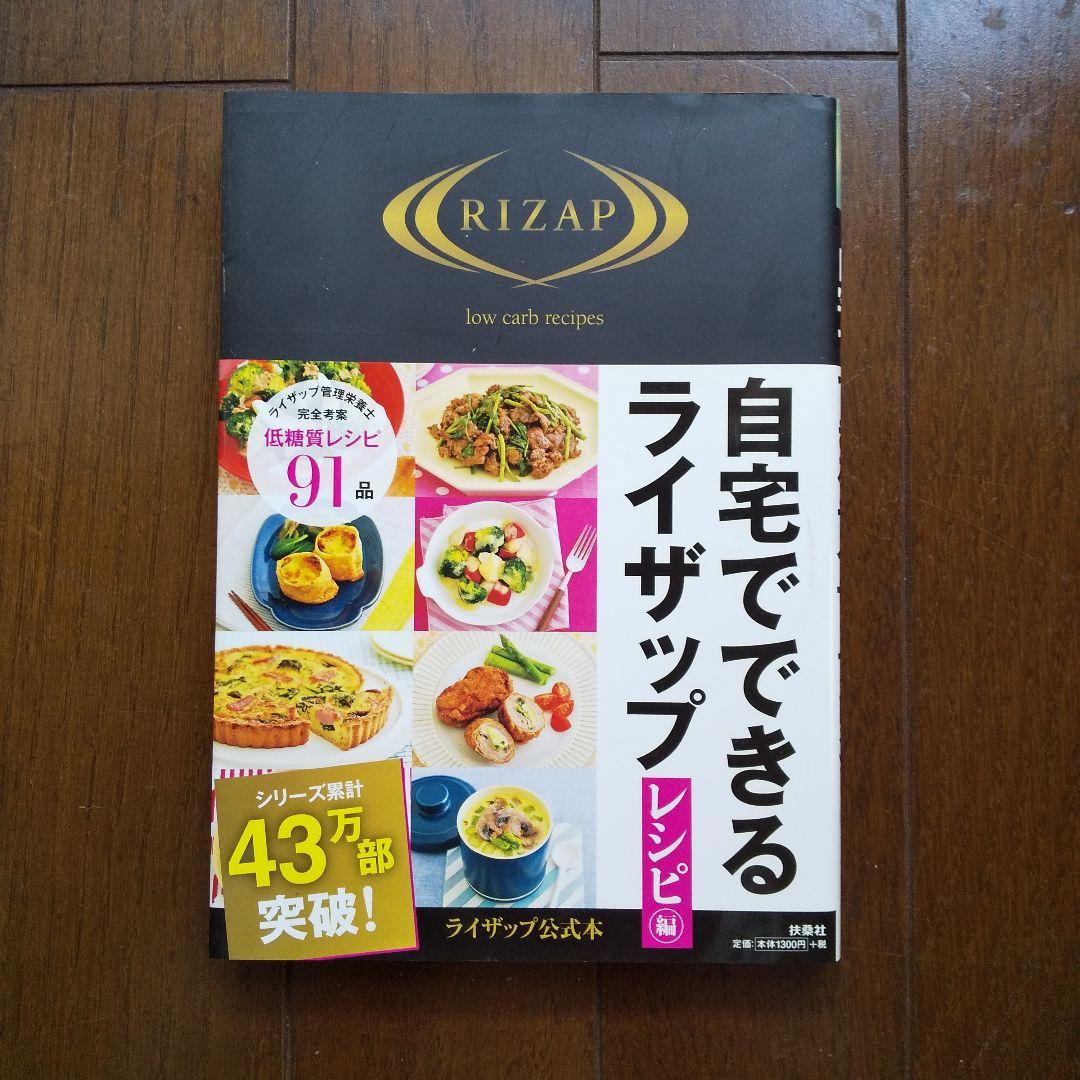 RIZAP
low carb recipes
自宅でできる
ライザップ
レシピ編
ライザップ管理栄養士
完全考案
低糖質レシピ
91品
シリーズ累計
43万部
突破!
ライザップ公式本
扶桑社
定価:本体1300円+税